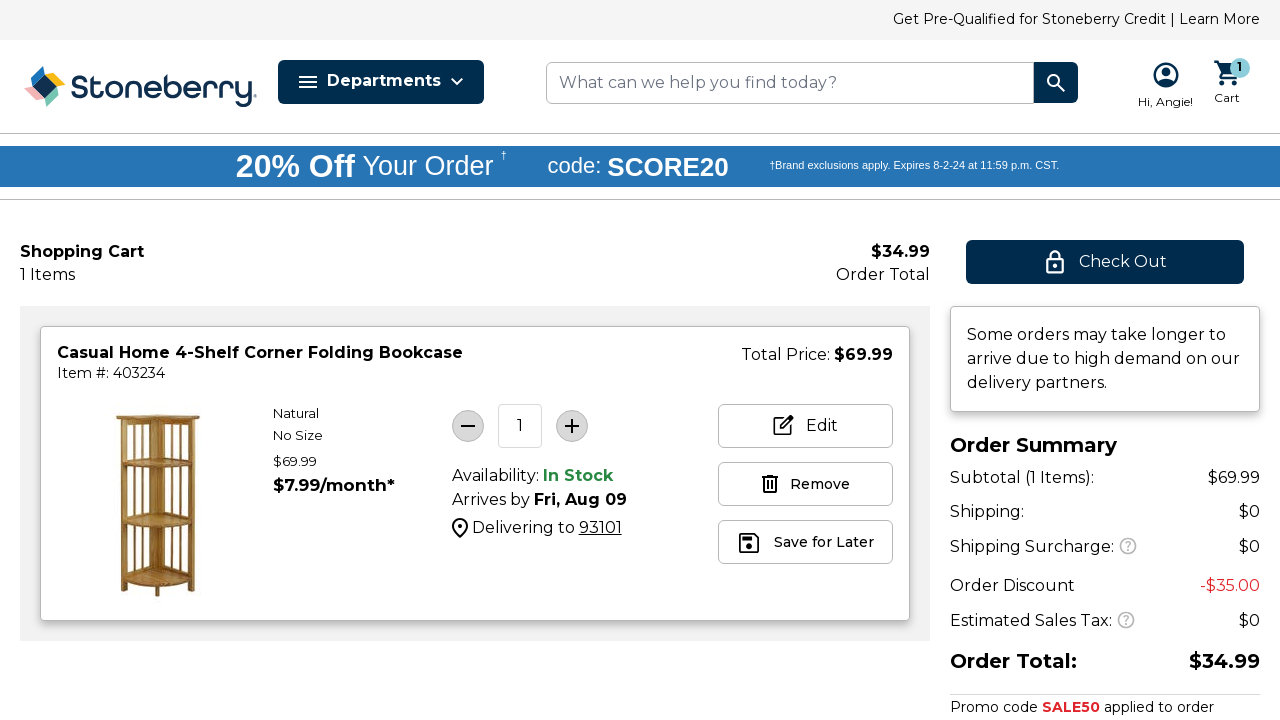 Get Pre-Qualified for Stoneberry Credit | Learn More
Stoneberry®
Departments
What can we help you find today?
Hi, Angie!
1
Cart
20% Off Your Order † code: SCORE20 †Brand exclusions apply. Expires 8-2-24 at 11:59 p.m. CST.
Shopping Cart
1 Items
$34.99
Order Total
Check Out
Casual Home 4-Shelf Corner Folding Bookcase
Item #: 403234
Total Price: $69.99
Natural
No Size
$69.99
$7.99/month*
1
Availability: In Stock
Arrives by Fri, Aug 09
Delivering to 93101
Edit
Remove
Save for Later
Some orders may take longer to
arrive due to high demand on our
delivery partners.
Order Summary
Subtotal (1 Items): $69.99
Shipping: $0
Shipping Surcharge: ? $0
Order Discount -$35.00
Estimated Sales Tax: ? $0
Order Total: $34.99
Promo code SALE50 applied to order